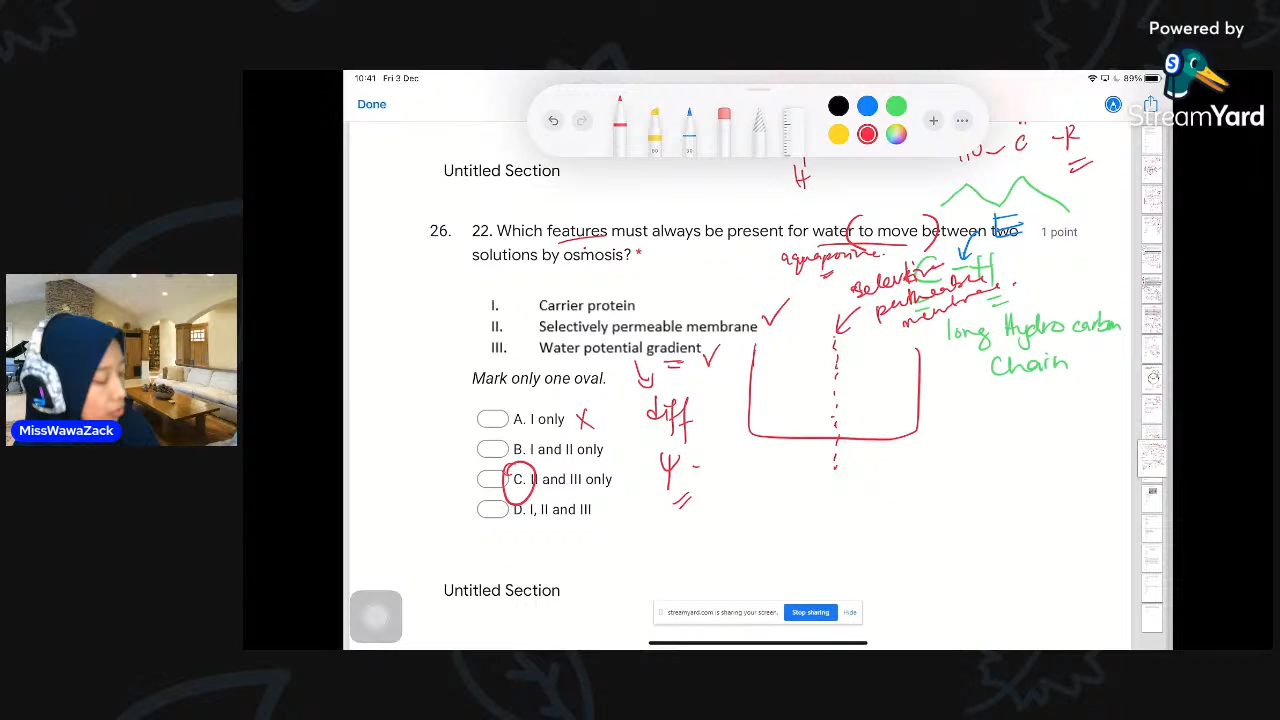 Powered by
StreamYard
10:41 Fri 3 Dec
89%
Done
Untitled Section
H
C -R
26. 22. Which features must always be present for water to move between two
solutions by osmosis? *
1 point
aquaporine.
E
C - H
selective
permeable
membrane.
long Hydrocarbon
Chain
I. Carrier protein
II. Selectively permeable membrane
III. Water potential gradient
Mark only one oval.
diff
Ψ -
A. I only X
B. I and II only
C. II and III only
D. I, II and III
MissWawaZack
Untitled Section
streamyard.com is sharing your screen.
Stop sharing
Hide